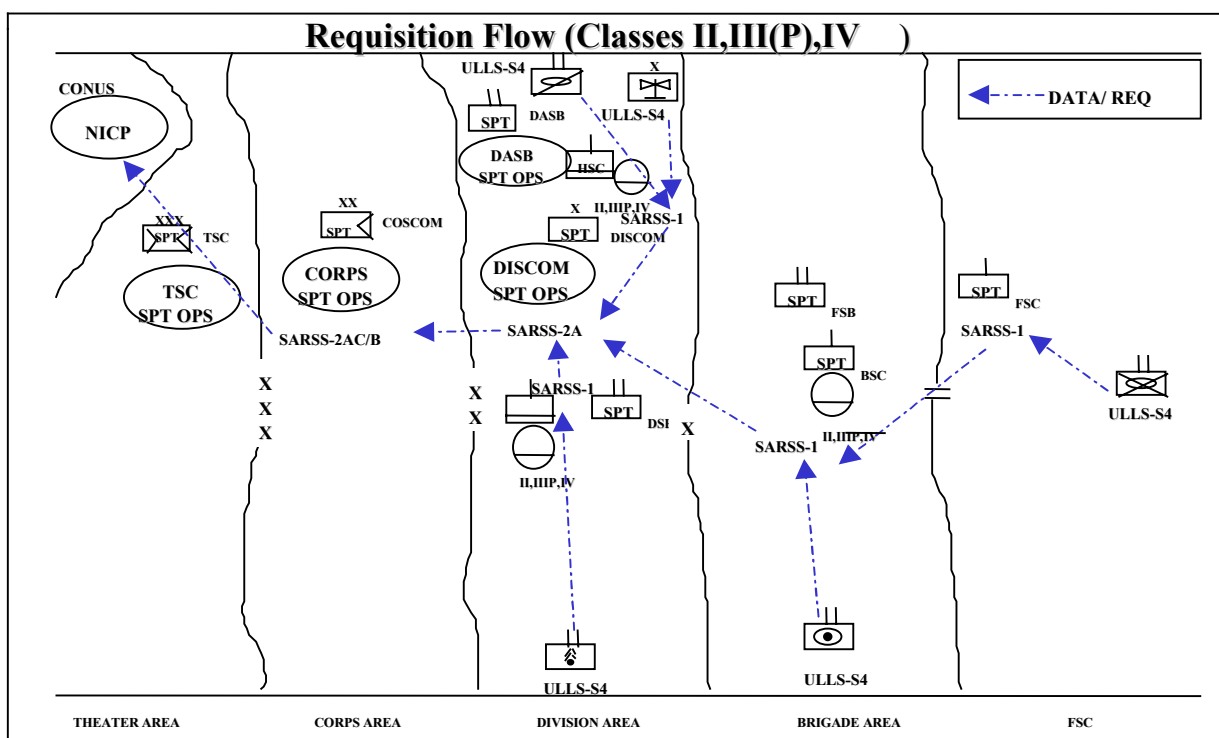 Requisition Flow (Classes II,III(P),IV )
DATA/ REQ
CONUS
NICP
XXX
SPT
TSC
TSC
SPT OPS
XX
SPT
COSCOM
CORPS
SPT OPS
SARSS-2AC/B
X
X
X
ULLS-S4
X
ULLS-S4
SPT
DASB
DASB
SPT OPS
HSC
II,IIIP,IV
SARSS-1
X
SPT
DISCOM
DISCOM
SPT OPS
SARSS-2A
X
X
SARSS-1
SPT
II,IIIP,IV
ULLS-S4
X
SPT
FSB
SPT
BSC
SARSS-1
II,IIIP,IV
ULLS-S4
SPT
FSC
SARSS-1
ULLS-S4
THEATER AREA
CORPS AREA
DIVISION AREA
BRIGADE AREA
FSC